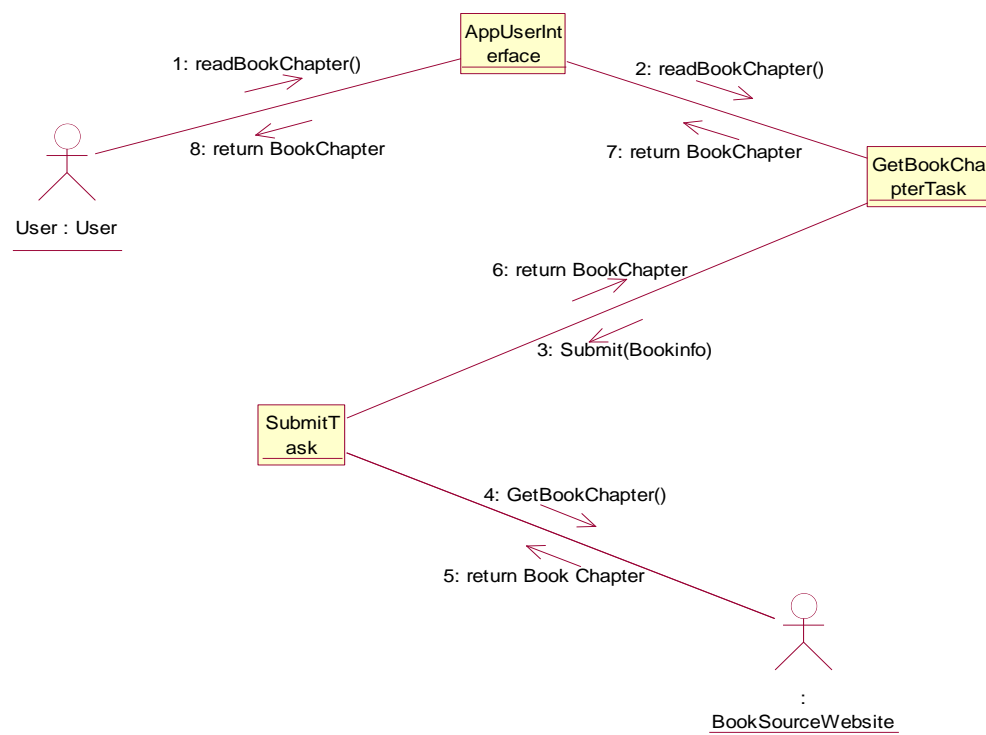 AppUserInt
erface
1: readBookChapter()
2: readBookChapter()
8: return BookChapter
7: return BookChapter
GetBookCha
pterTask
User : User
6: return BookChapter
3: Submit(Bookinfo)
SubmitT
ask
4: GetBookChapter()
5: return Book Chapter
:
BookSourceWebsite